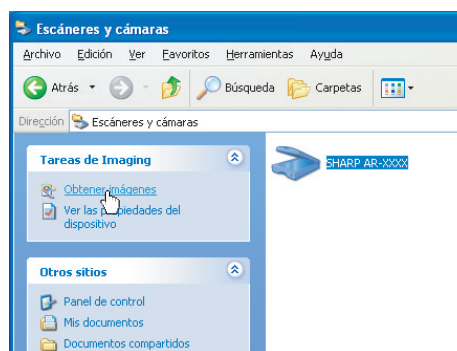 Escáneres y cámaras
Archivo Edición Ver Favoritos Herramientas Ayuda
Atrás Búsqueda Carpetas
Dirección Escáneres y cámaras
Tareas de Imaging
Obtener imágenes
Ver las propiedades del
dispositivo
SHARP AR-XXXX
Otros sitios
Panel de control
Mis documentos
Documentos compartidos